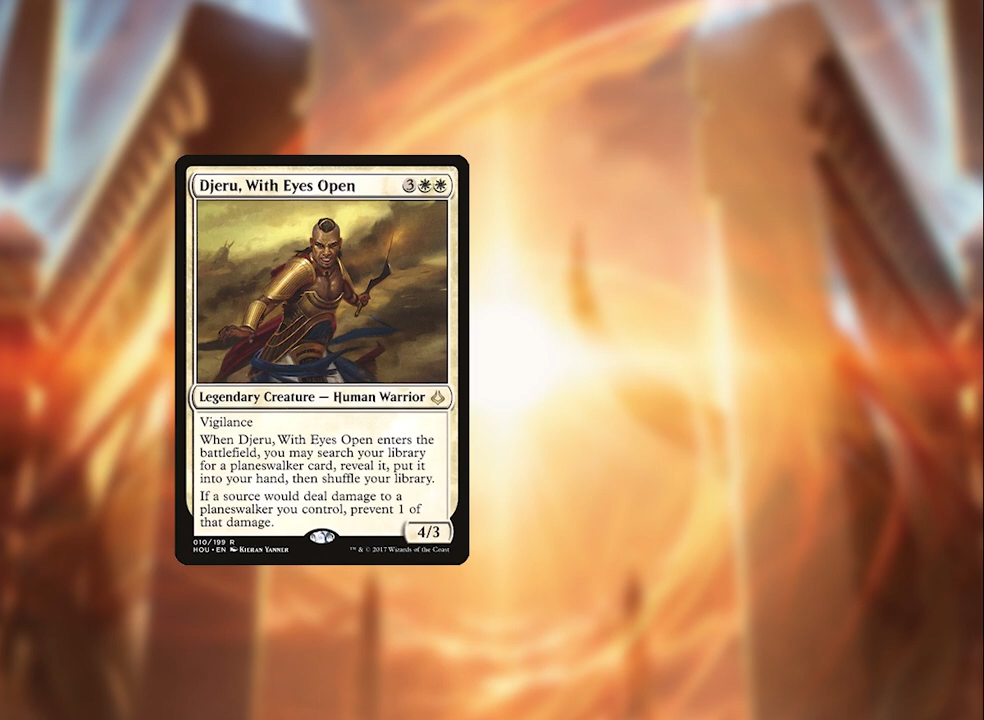 Djeru, With Eyes Open 3
Legendary Creature — Human Warrior
Vigilance
When Djeru, With Eyes Open enters the
battlefield, you may search your library
for a planeswalker card, reveal it, put it
into your hand, then shuffle your library.
If a source would deal damage to a
planeswalker you control, prevent 1 of
that damage.
4/3
010/199 R
HOU • EN Kieran Yanner
™ & © 2017 Wizards of the Coast